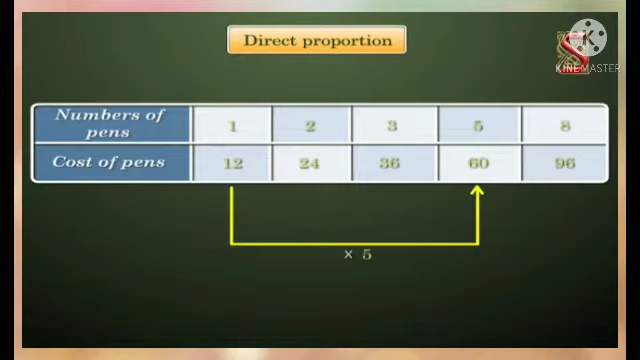 Direct proportion
KINEMASTER
Numbers of pens 1 2 3 5 8
Cost of pens 12 24 36 60 96
× 5